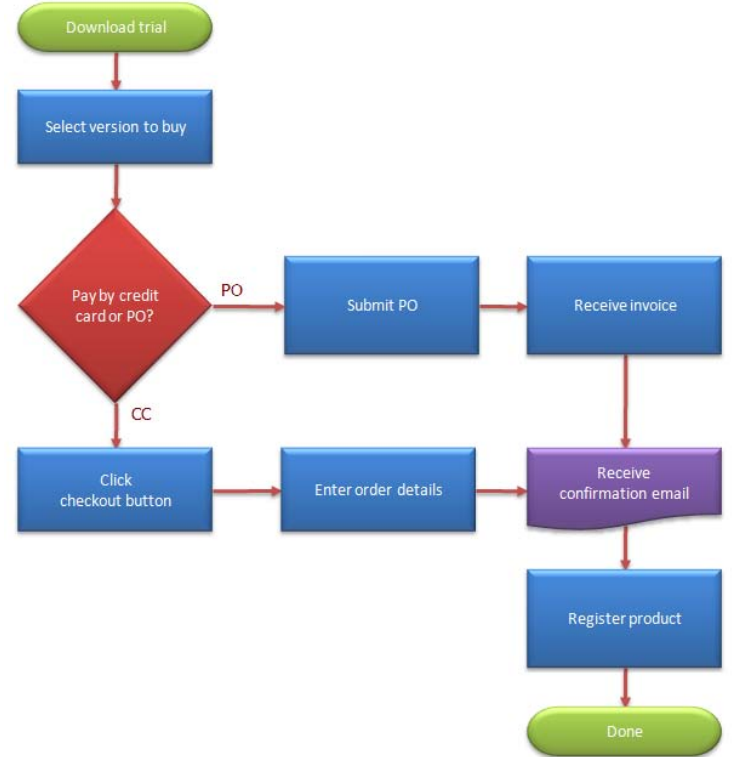 Download trial
Select version to buy
Pay by credit
card or PO?
PO
Submit PO
Receive invoice
CC
Click
checkout button
Enter order details
Receive
confirmation email
Register product
Done